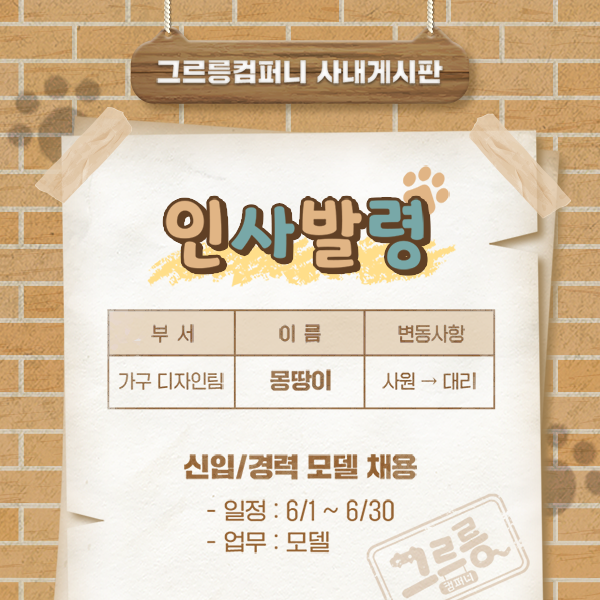 그르릉컴퍼니 사내게시판
인사발령
부 서 이 름 변동사항
가구 디자인팀 몽땅이 사원 → 대리
신입/경력 모델 채용
- 일정 : 6/1 ~ 6/30
- 업무 : 모델
그르릉
컴퍼니